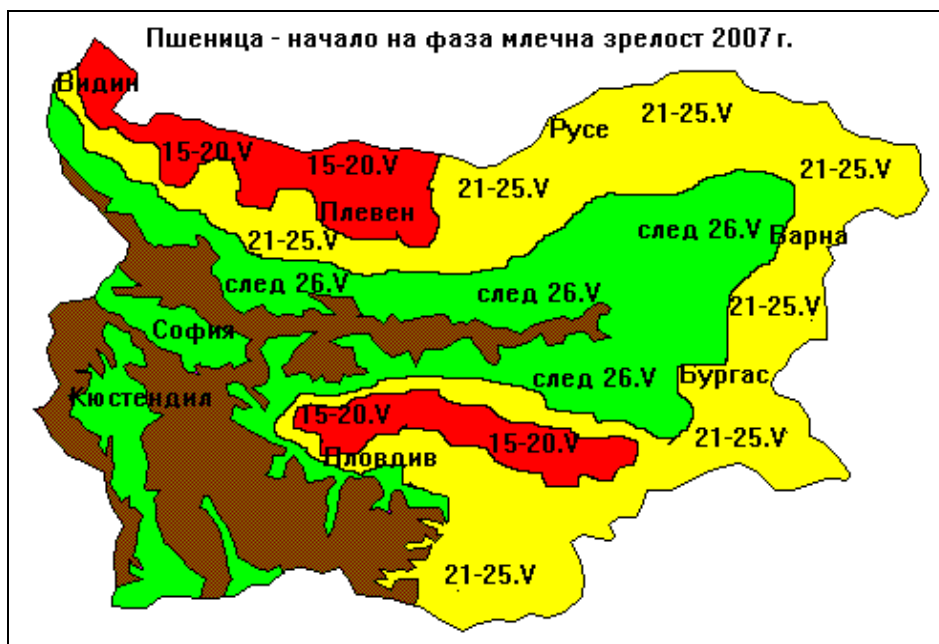 Пшеница - начало на фаза млечна зрелост 2007 г.
Видин
21-25.V
Русе
15-20.V
15-20.V
21-25.V
21-25.V
Плевен
21-25.V
след 26.V
Варна
след 26.V
след 26.V
21-25.V
София
след 26.V
Бургас
Кюстендил
15-20.V
15-20.V
21-25.V
Пловдив
21-25.V